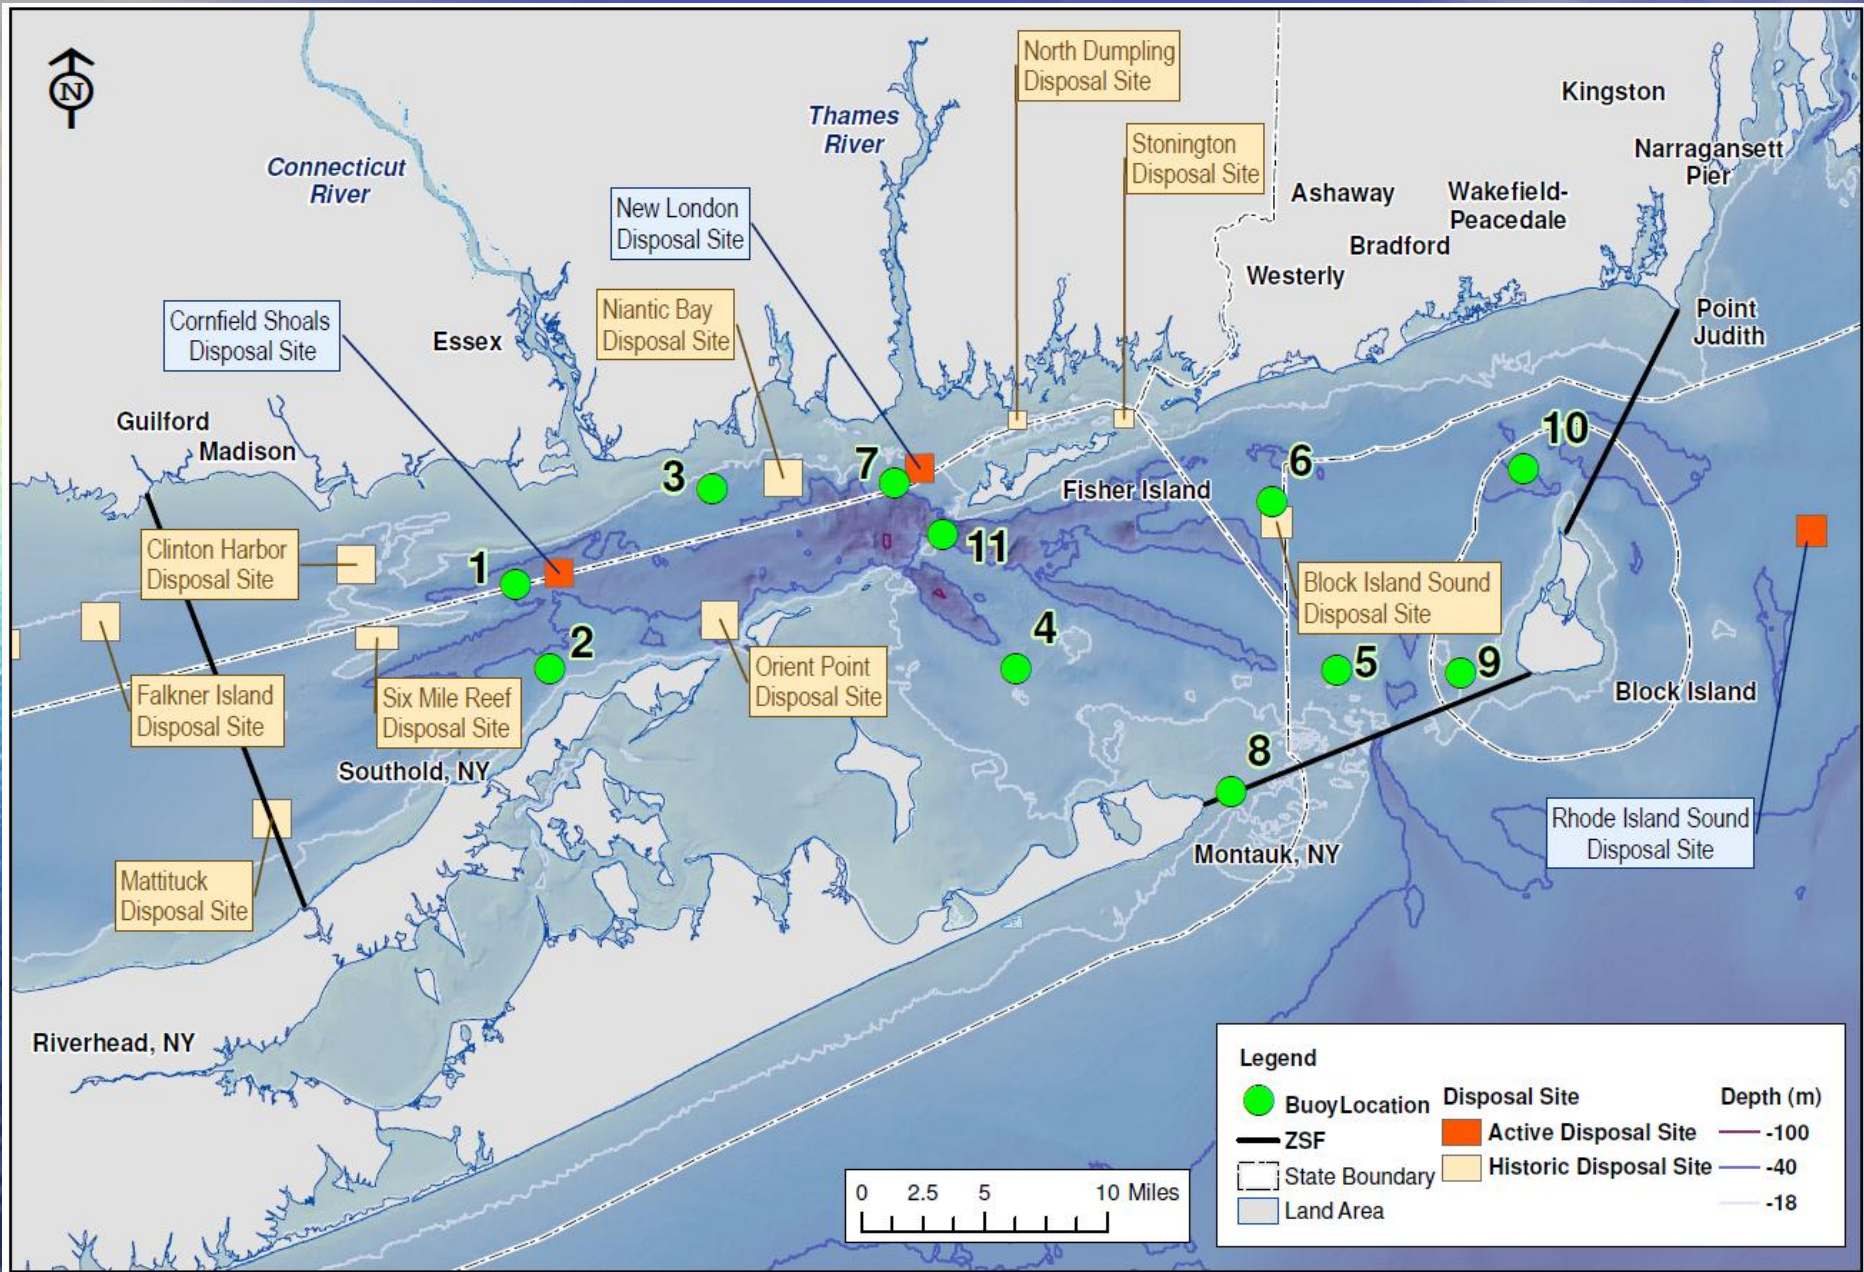 N
North Dumpling
Disposal Site
Kingston
Thames
River
Narragansett
Pier
Stonington
Disposal Site
Connecticut
River
New London
Disposal Site
Ashaway
Wakefield-
Peacedale
Bradford
Westerly
Cornfield Shoals
Disposal Site
Niantic Bay
Disposal Site
Essex
Point
Judith
Guilford
Madison
10
3
7
6
Fisher Island
Clinton Harbor
Disposal Site
1
11
Block Island Sound
Disposal Site
2
4
5
9
Orient Point
Disposal Site
Falkner Island
Disposal Site
Six Mile Reef
Disposal Site
Block Island
8
Southold, NY
Rhode Island Sound
Disposal Site
Montauk, NY
Mattituck
Disposal Site
Riverhead, NY
Legend
Buoy Location
ZSF
State Boundary
Land Area
Disposal Site
Active Disposal Site
Historic Disposal Site
Depth (m)
-100
-40
-18
0 2.5 5 10 Miles